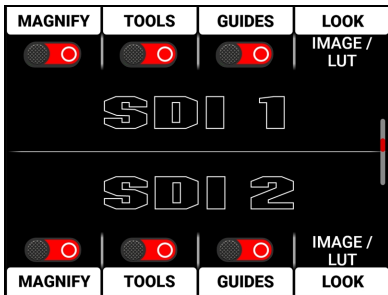 MAGNIFY TOOLS GUIDES LOOK
IMAGE /
LUT
SDI 1
SDI 2
IMAGE /
LUT
MAGNIFY TOOLS GUIDES LOOK